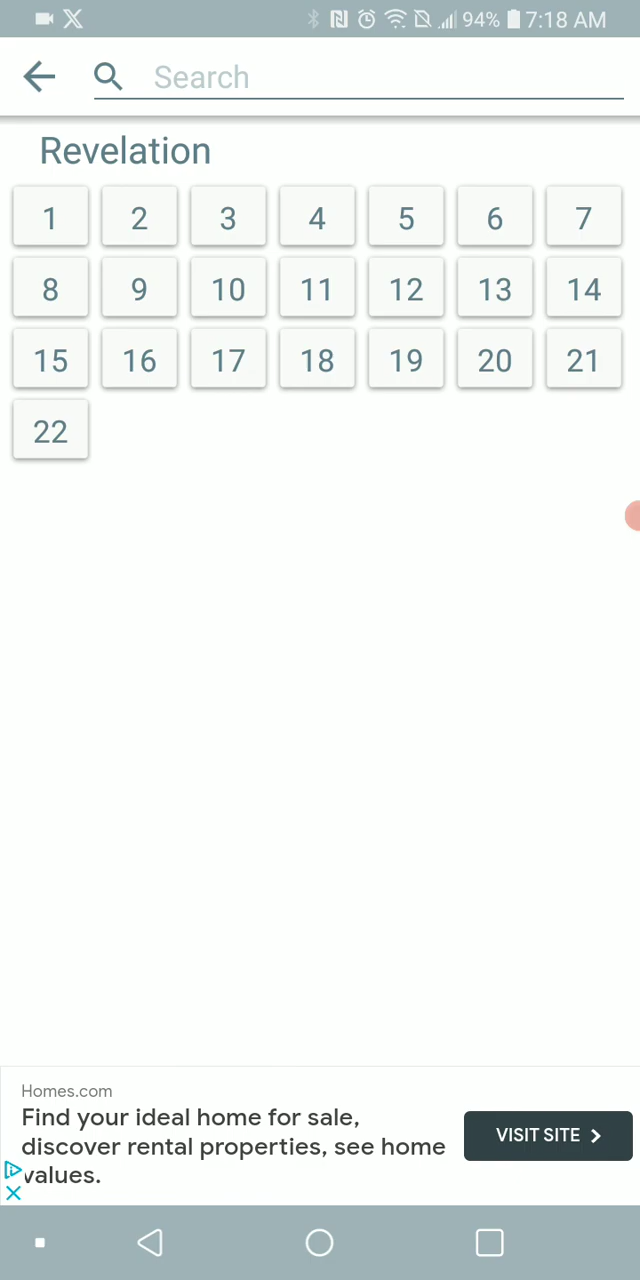 94% 7:18 AM
Search
Revelation
1 2 3 4 5 6 7
8 9 10 11 12 13 14
15 16 17 18 19 20 21
22
Homes.com
Find your ideal home for sale,
discover rental properties, see home
values.
VISIT SITE